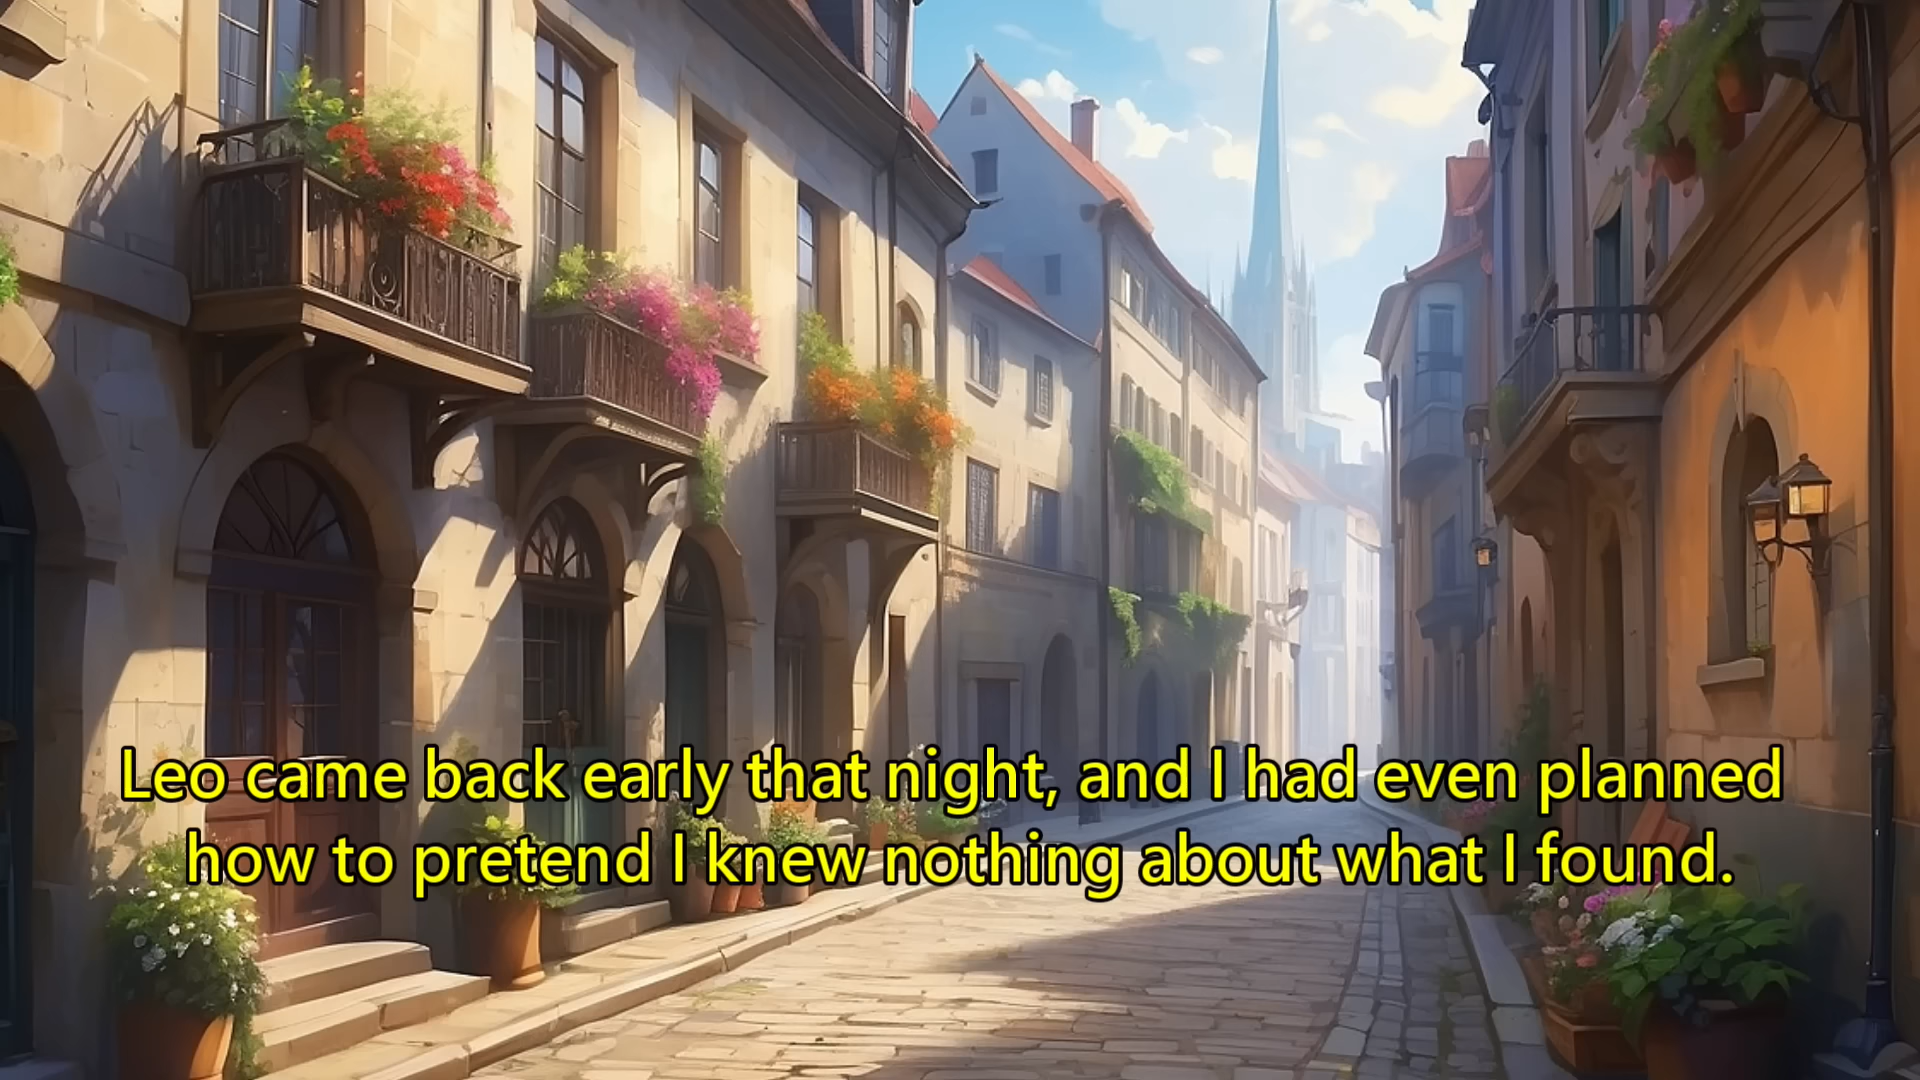 Leo came back early that night, and I had even planned
how to pretend I knew nothing about what I found.